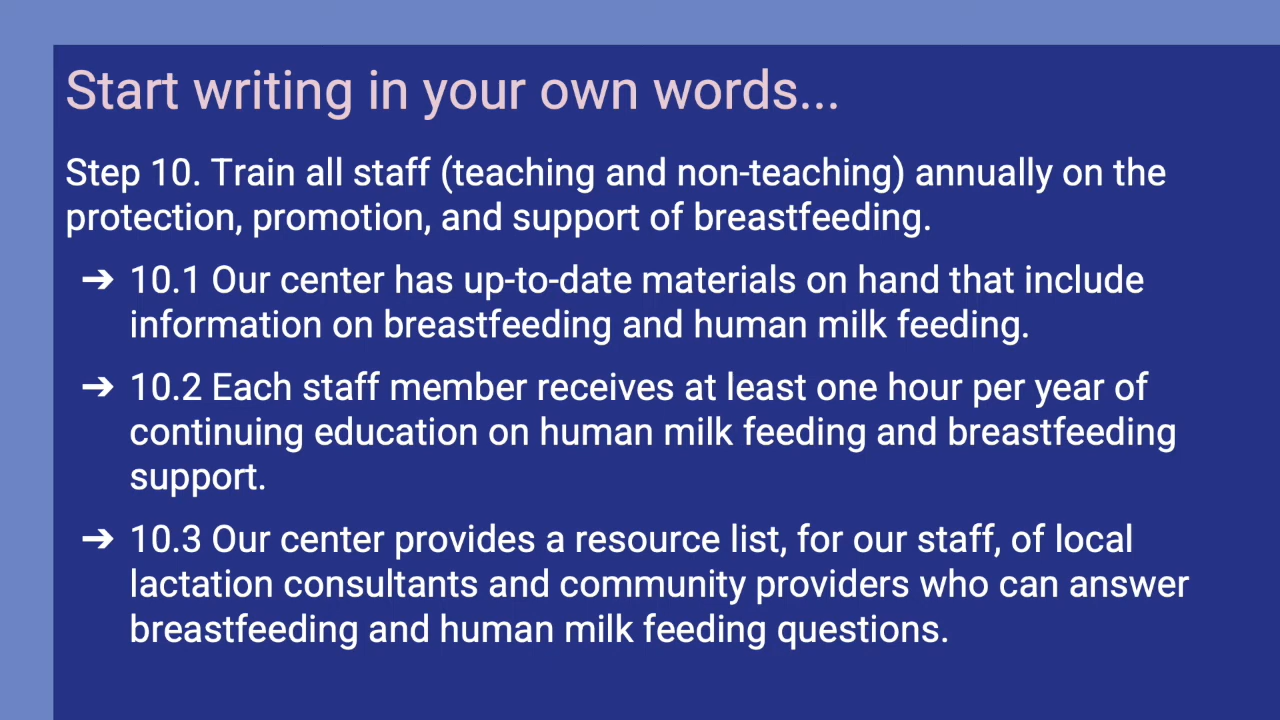 Start writing in your own words...
Step 10. Train all staff (teaching and non-teaching) annually on the
protection, promotion, and support of breastfeeding.
➔ 10.1 Our center has up-to-date materials on hand that include
information on breastfeeding and human milk feeding.
➔ 10.2 Each staff member receives at least one hour per year of
continuing education on human milk feeding and breastfeeding
support.
➔ 10.3 Our center provides a resource list, for our staff, of local
lactation consultants and community providers who can answer
breastfeeding and human milk feeding questions.